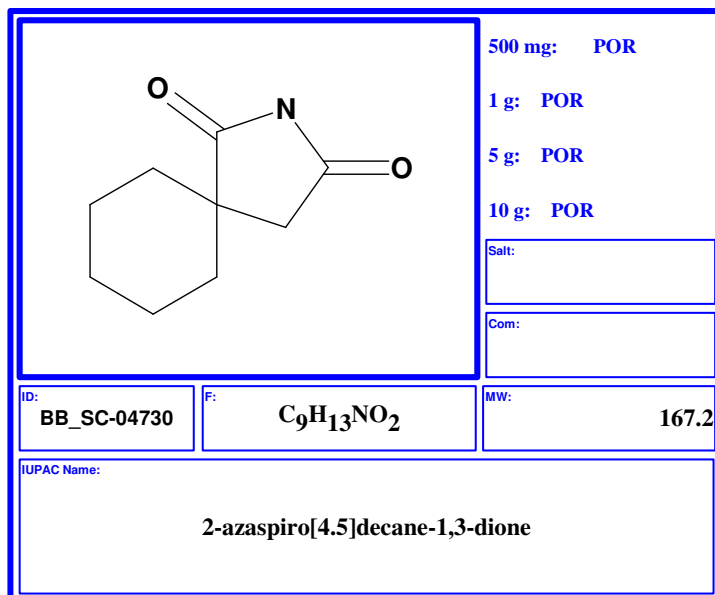 O
N
O
500 mg: POR
1 g: POR
5 g: POR
10 g: POR
Salt:
Com:
ID:
BB_SC-04730
F:
C9H13NO2
MW:
167.2
IUPAC Name:
2-azaspiro[4.5]decane-1,3-dione